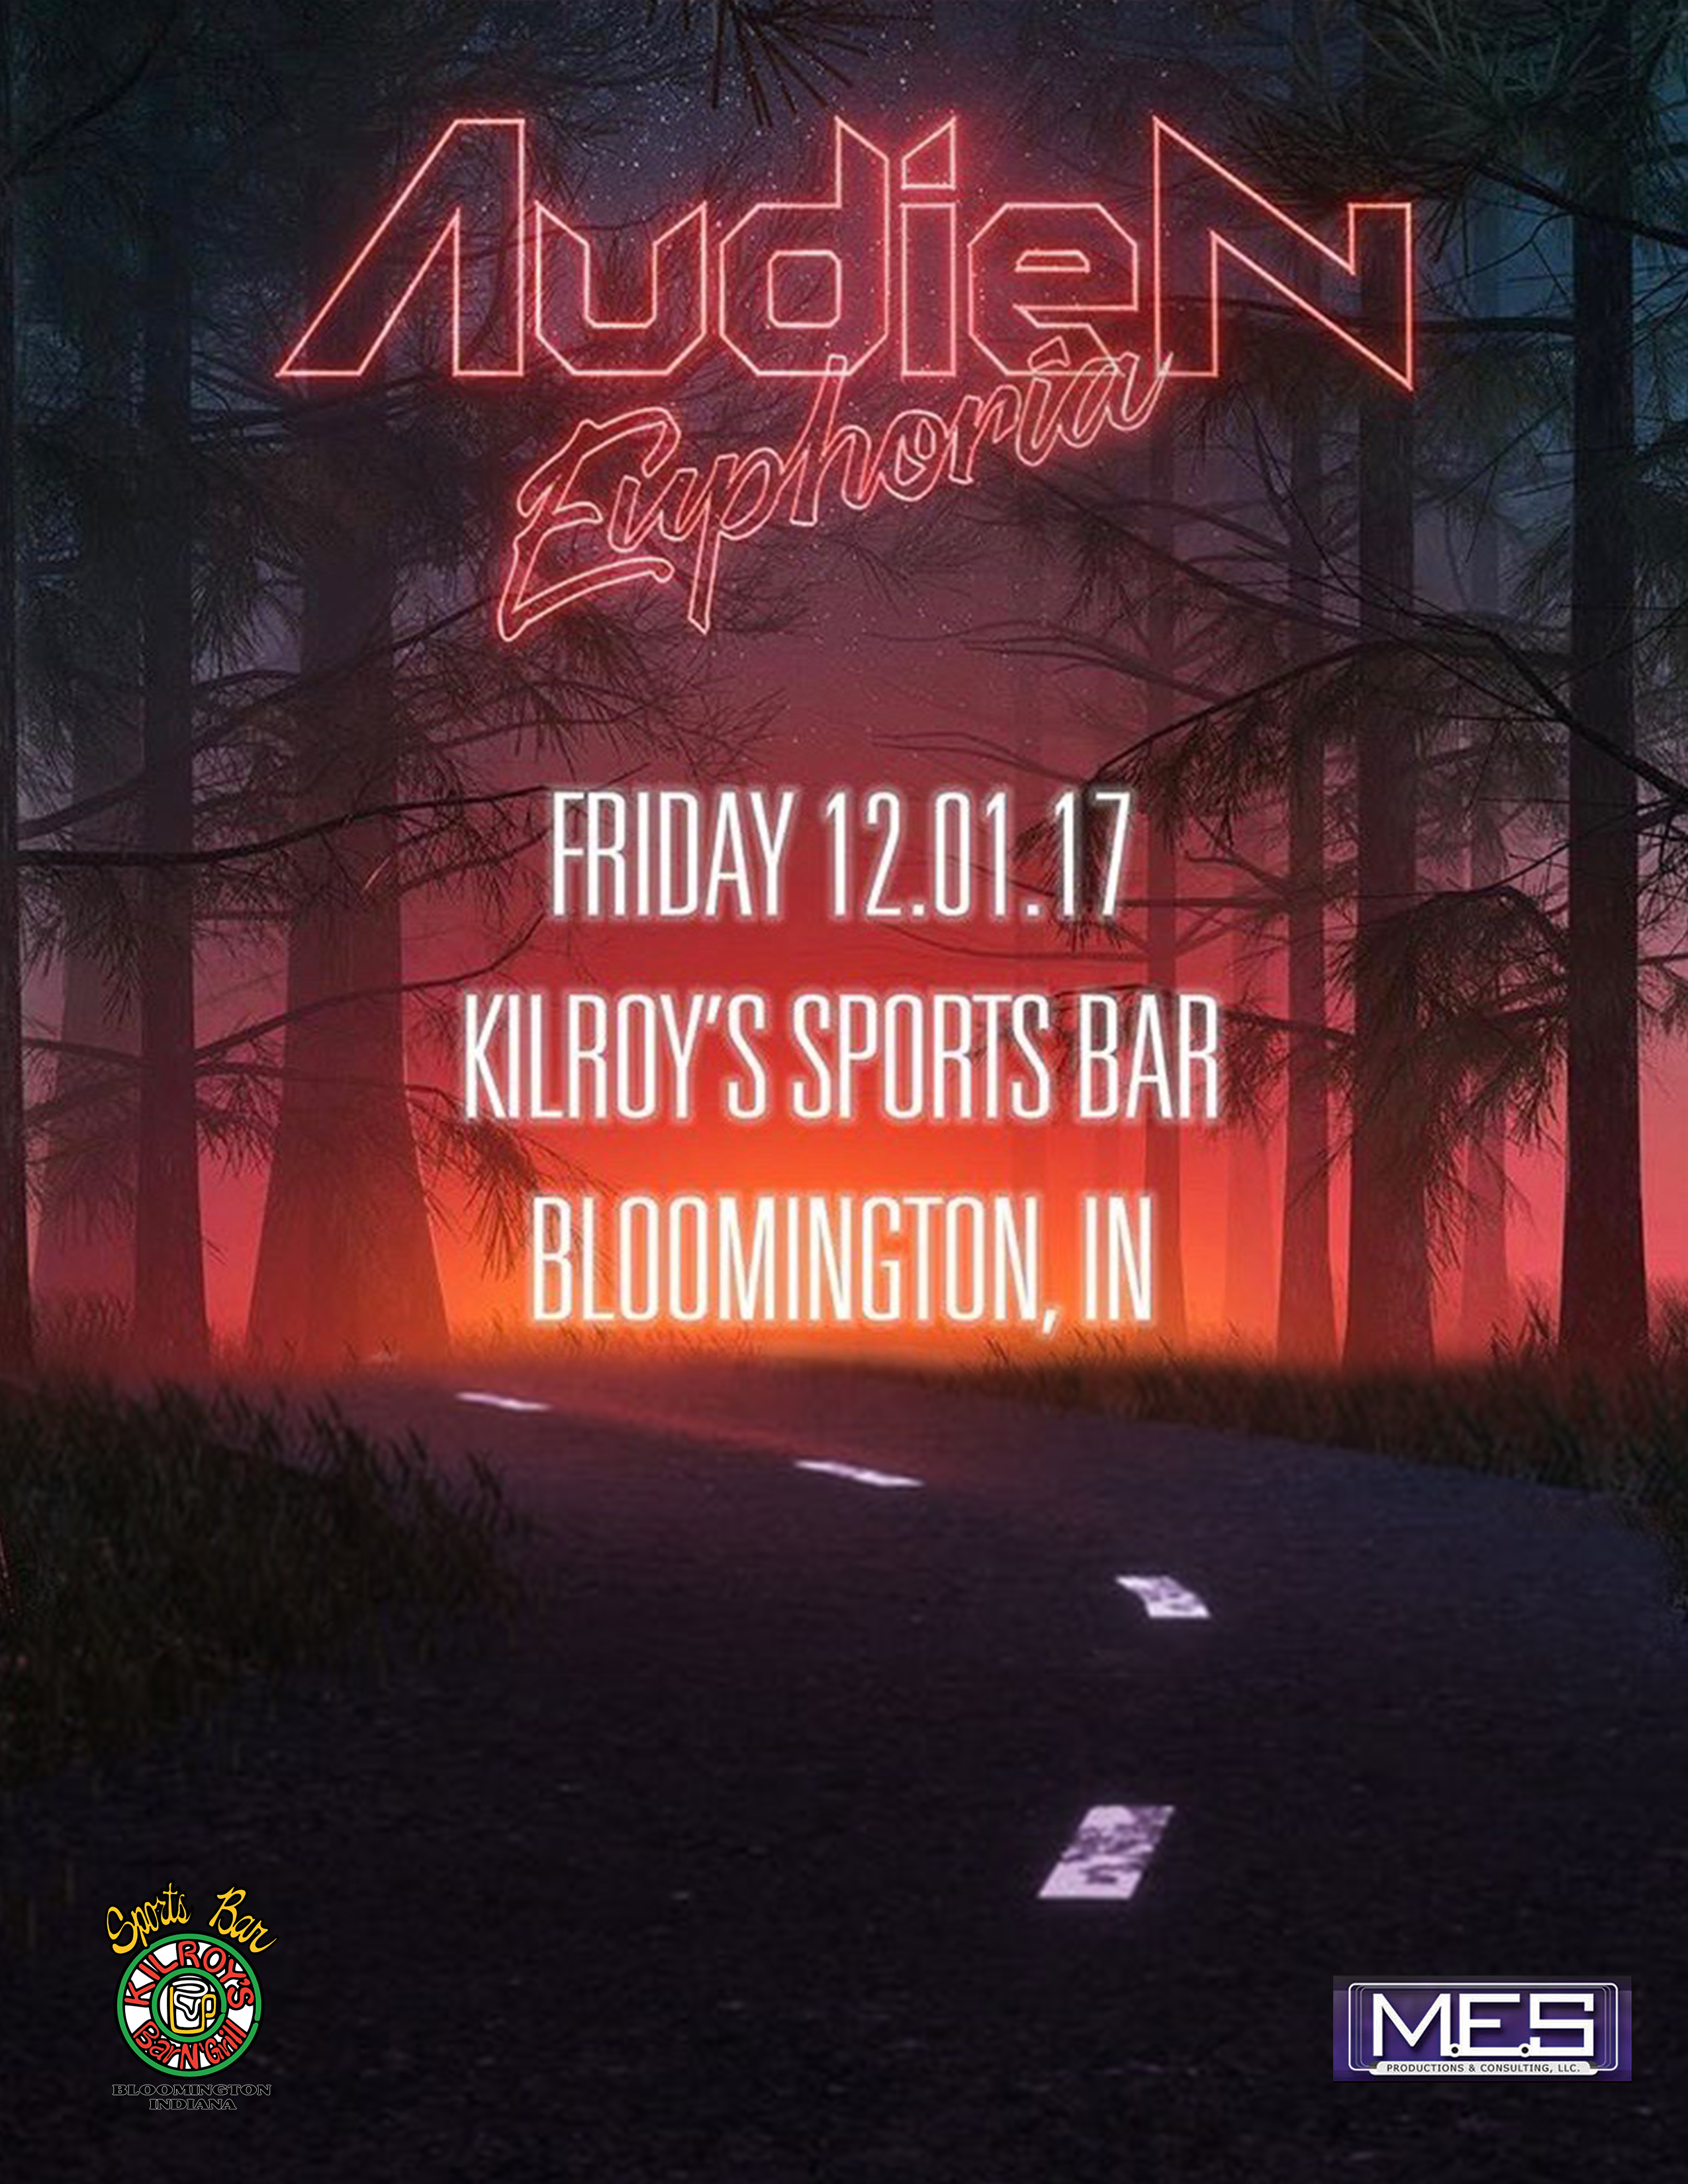 Audien
Euphoria
FRIDAY 12.01.17
KILROY'S SPORTS BAR
BLOOMINGTON, IN
Sports Bar
KILROY'S
Bar N' Grill
BLOOMINGTON
INDIANA
M.E.S
PRODUCTIONS & CONSULTING, LLC.